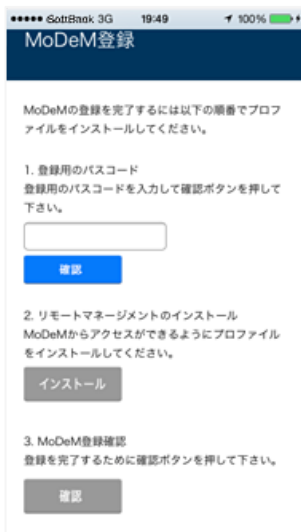 SoftBank 3G 19:49 100%
MoDeM登録
MoDeMの登録を完了するには以下の順番でプロフ
ァイルをインストールしてください。
1. 登録用のパスコード
登録用のパスコードを入力して確認ボタンを押して
下さい。
確認
2. リモートマネージメントのインストール
MoDeMからアクセスができるようにプロファイル
をインストールしてください。
インストール
3. MoDeM登録確認
登録を完了するために確認ボタンを押して下さい。
確認